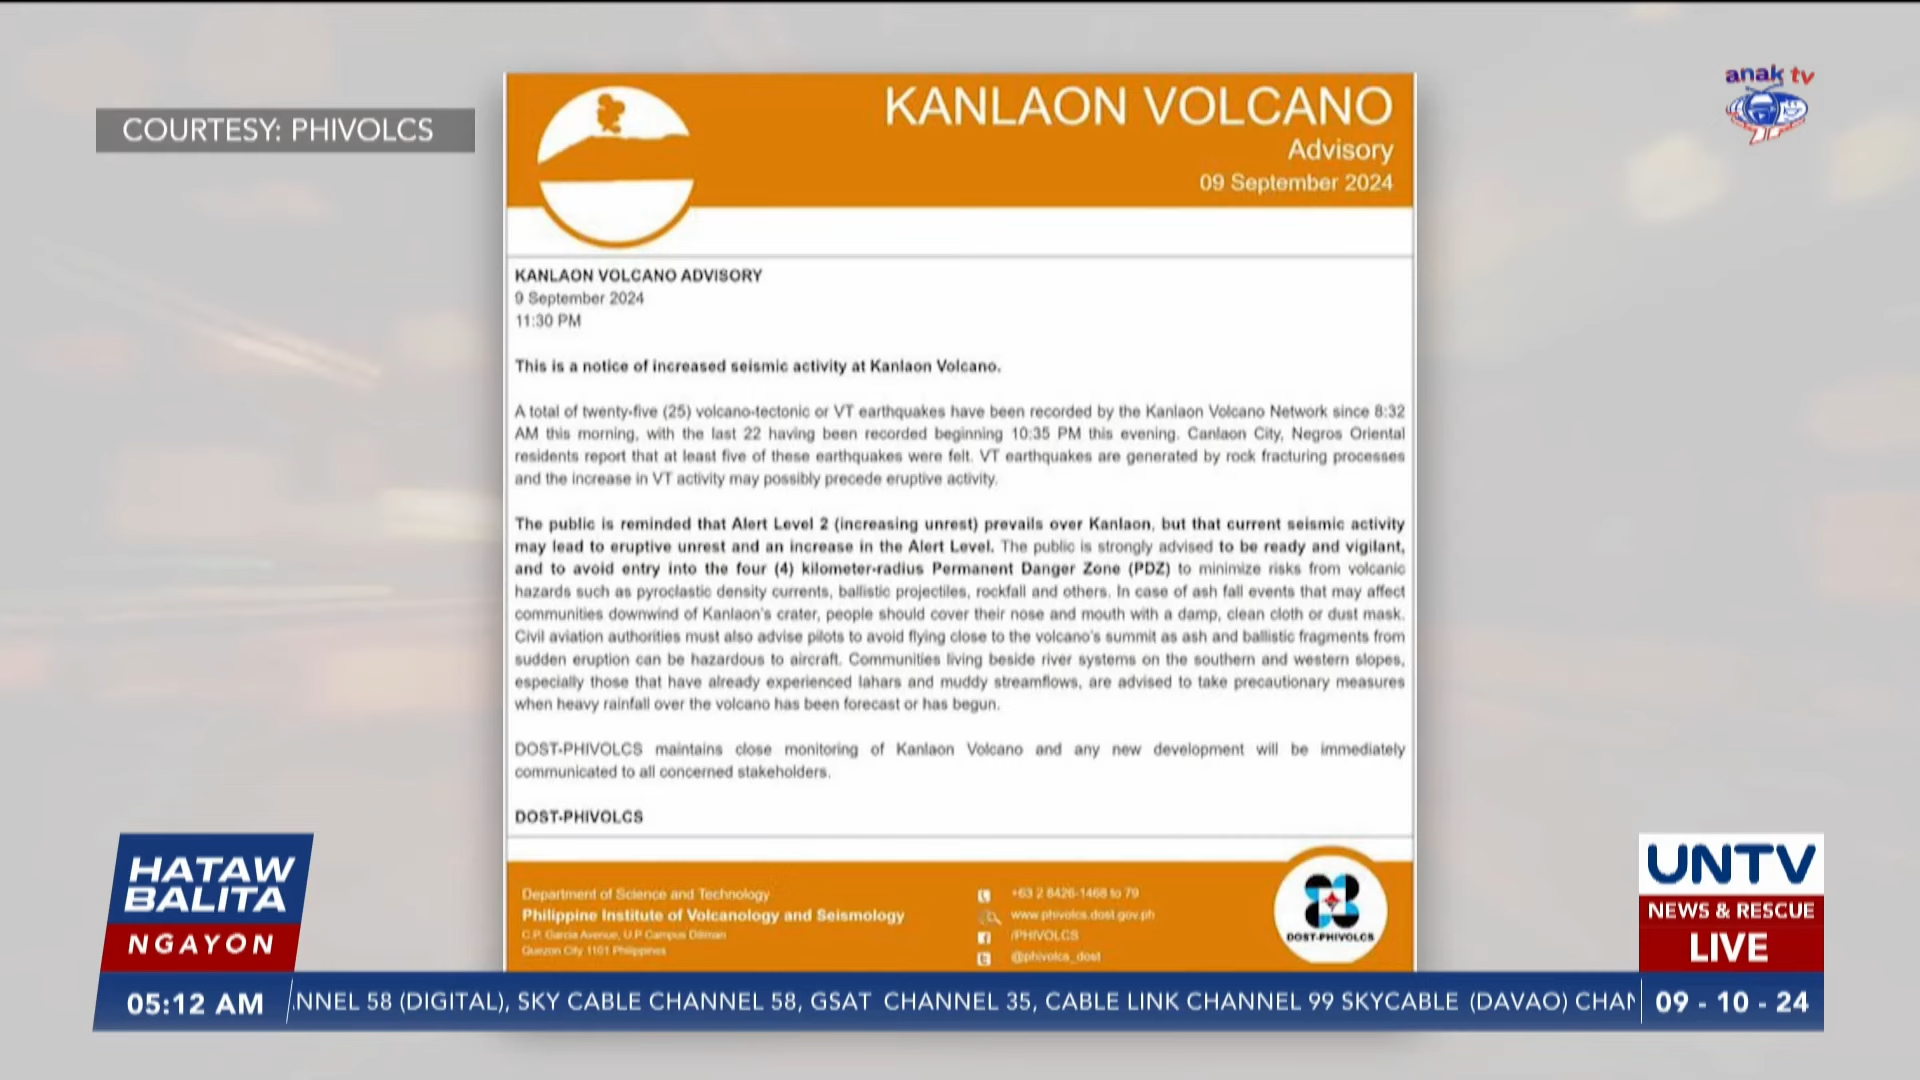 COURTESY: PHIVOLCS
anak tv
KANLAON VOLCANO
Advisory
09 September 2024
KANLAON VOLCANO ADVISORY
9 September 2024
11:30 PM
This is a notice of increased seismic activity at Kanlaon Volcano.
A total of twenty-five (25) volcano-tectonic or VT earthquakes have been recorded by the Kanlaon Volcano Network since 8:32
AM this morning, with the last 22 having been recorded beginning 10:35 PM this evening. Canlaon City, Negros Oriental
residents report that at least five of these earthquakes were felt. VT earthquakes are generated by rock fracturing processes
and the increase in VT activity may possibly precede eruptive activity.
The public is reminded that Alert Level 2 (increasing unrest) prevails over Kanlaon, but that current seismic activity
may lead to eruptive unrest and an increase in the Alert Level. The public is strongly advised to be ready and vigilant,
and to avoid entry into the four (4) kilometer-radius Permanent Danger Zone (PDZ) to minimize risks from volcanic
hazards such as pyroclastic density currents, ballistic projectiles, rockfall and others. In case of ash fall events that may affect
communities downwind of Kanlaon's crater, people should cover their nose and mouth with a damp, clean cloth or dust mask.
Civil aviation authorities must also advise pilots to avoid flying close to the volcano's summit as ash and ballistic fragments from
sudden eruption can be hazardous to aircraft. Communities living beside river systems on the southern and western slopes,
especially those that have already experienced lahars and muddy streamflows, are advised to take precautionary measures
when heavy rainfall over the volcano has been forecast or has begun.
DOST-PHIVOLCS maintains close monitoring of Kanlaon Volcano and any new development will be immediately
communicated to all concerned stakeholders.
DOST-PHIVOLCS
Department of Science and Technology
Philippine Institute of Volcanology and Seismology
C.P. Garcia Avenue, U.P. Campus Diliman
Quezon City 1101 Philippines
+63 2 8426-1468 to 79
www.phivolcs.dost.gov.ph
/PHIVOLCS
@phivolcs_dost
DOST-PHIVOLCS
HATAW
BALITA
NGAYON
UNTV
NEWS & RESCUE
LIVE
05:12 AM
NNEL 58 (DIGITAL), SKY CABLE CHANNEL 58, GSAT CHANNEL 35, CABLE LINK CHANNEL 99 SKYCABLE (DAVAO) CHAN
09 - 10 - 24